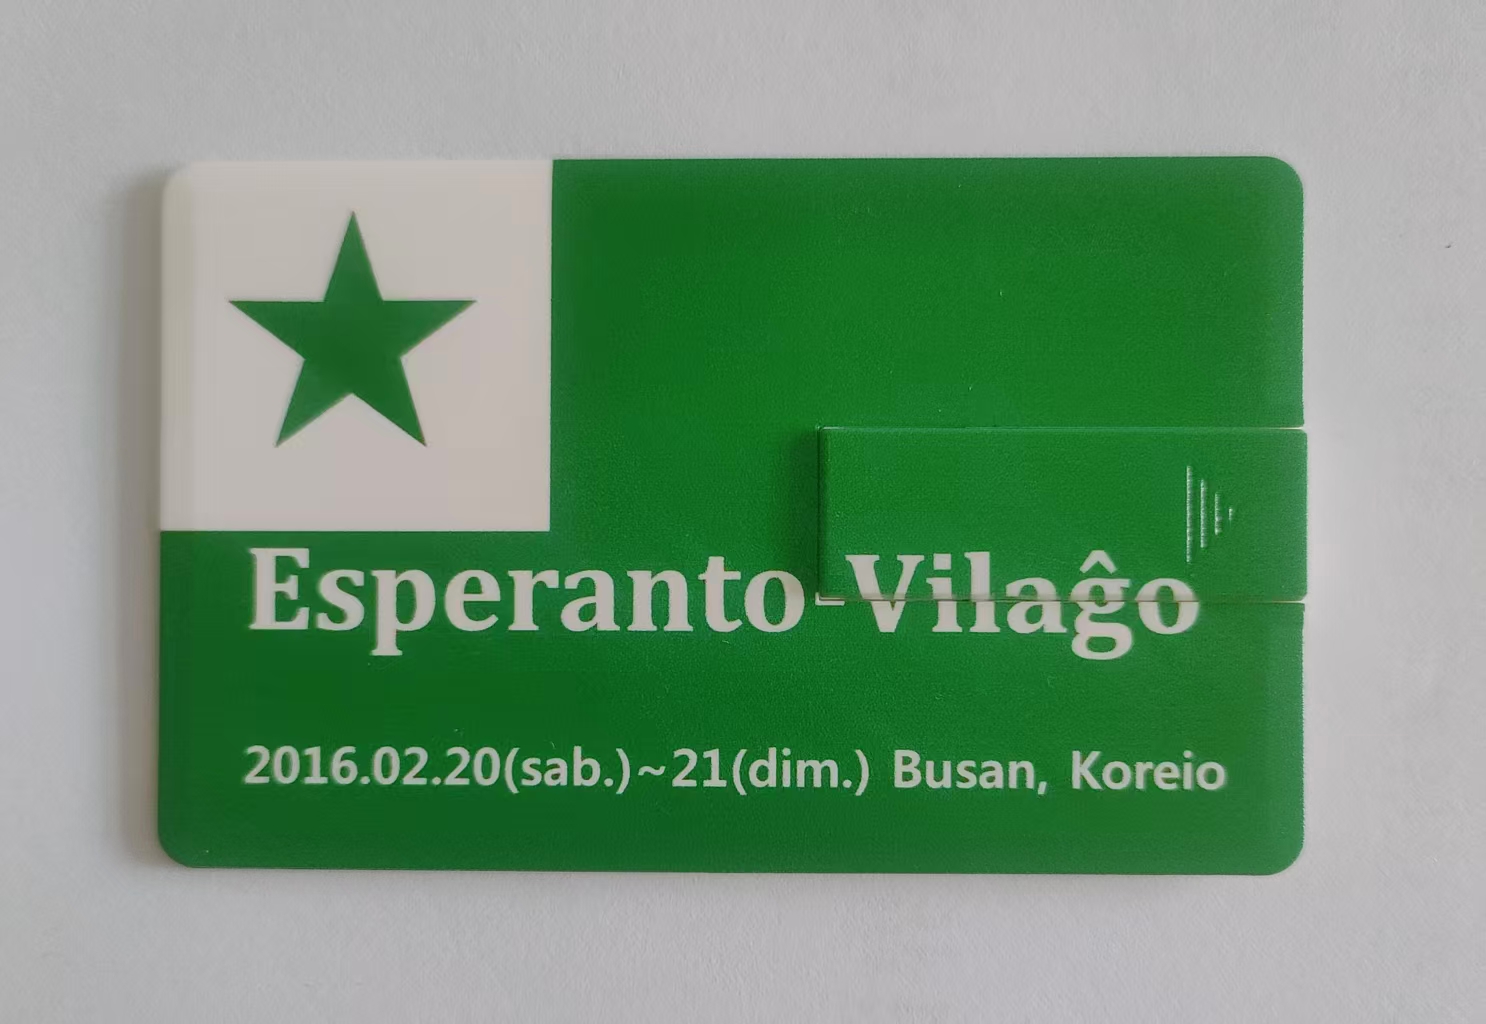 Esperanto-Vilaĝo
2016.02.20(sab.)~21(dim.) Busan, Koreio